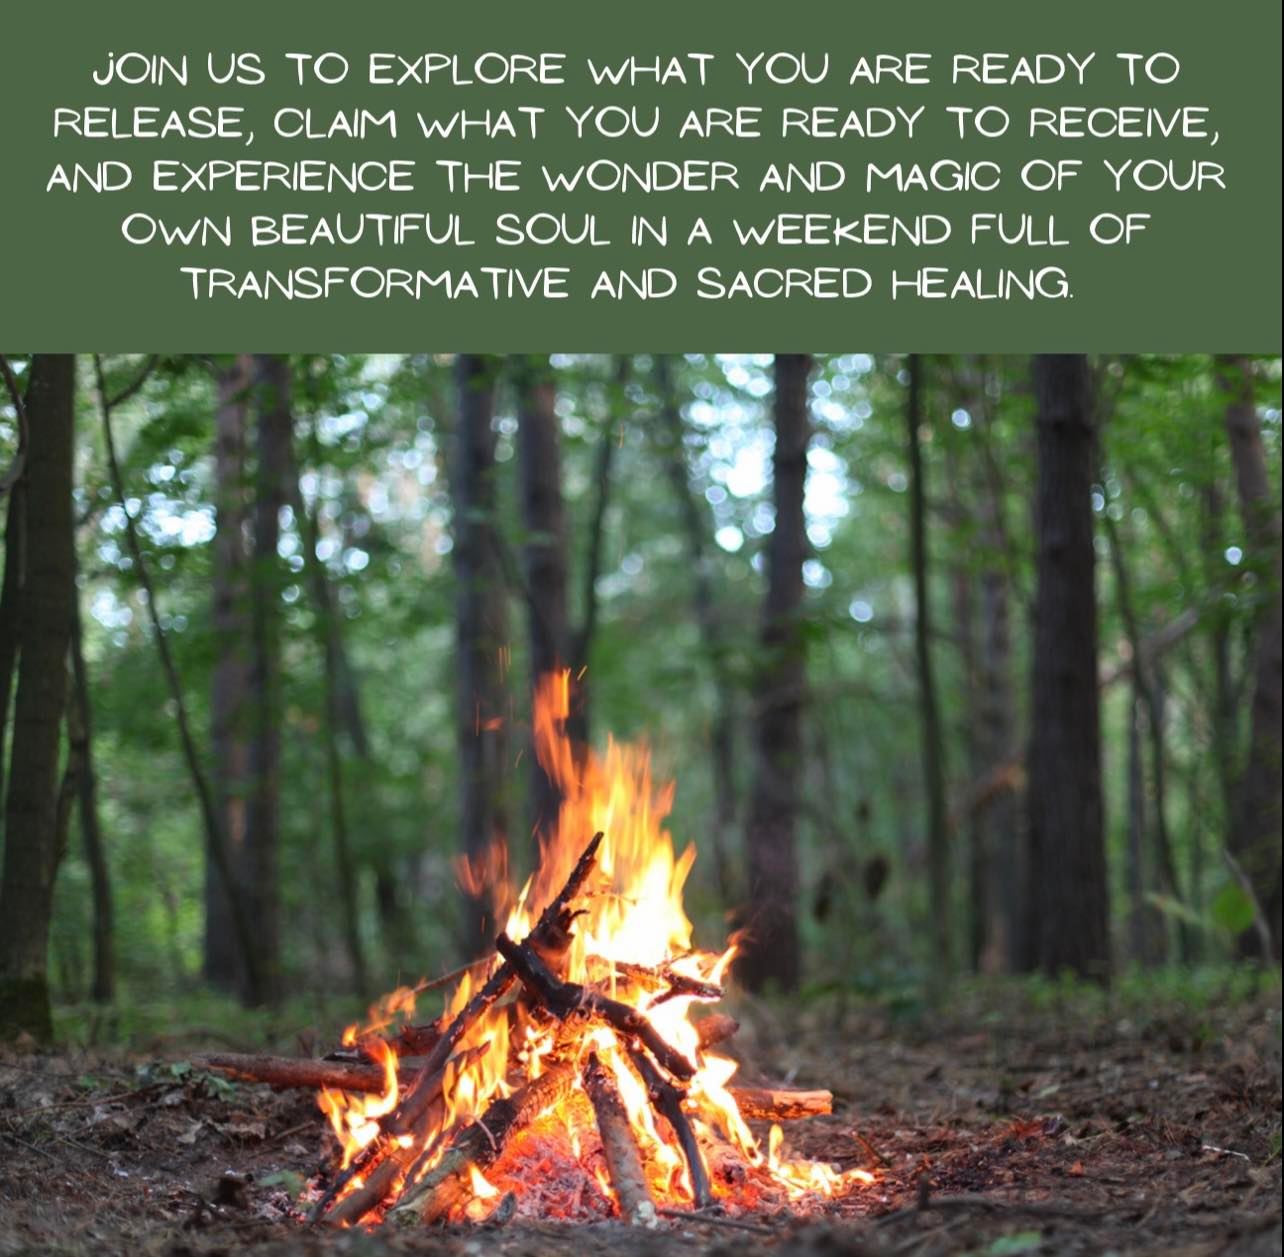 JOIN US TO EXPLORE WHAT YOU ARE READY TO
RELEASE, CLAIM WHAT YOU ARE READY TO RECEIVE,
AND EXPERIENCE THE WONDER AND MAGIC OF YOUR
OWN BEAUTIFUL SOUL IN A WEEKEND FULL OF
TRANSFORMATIVE AND SACRED HEALING.